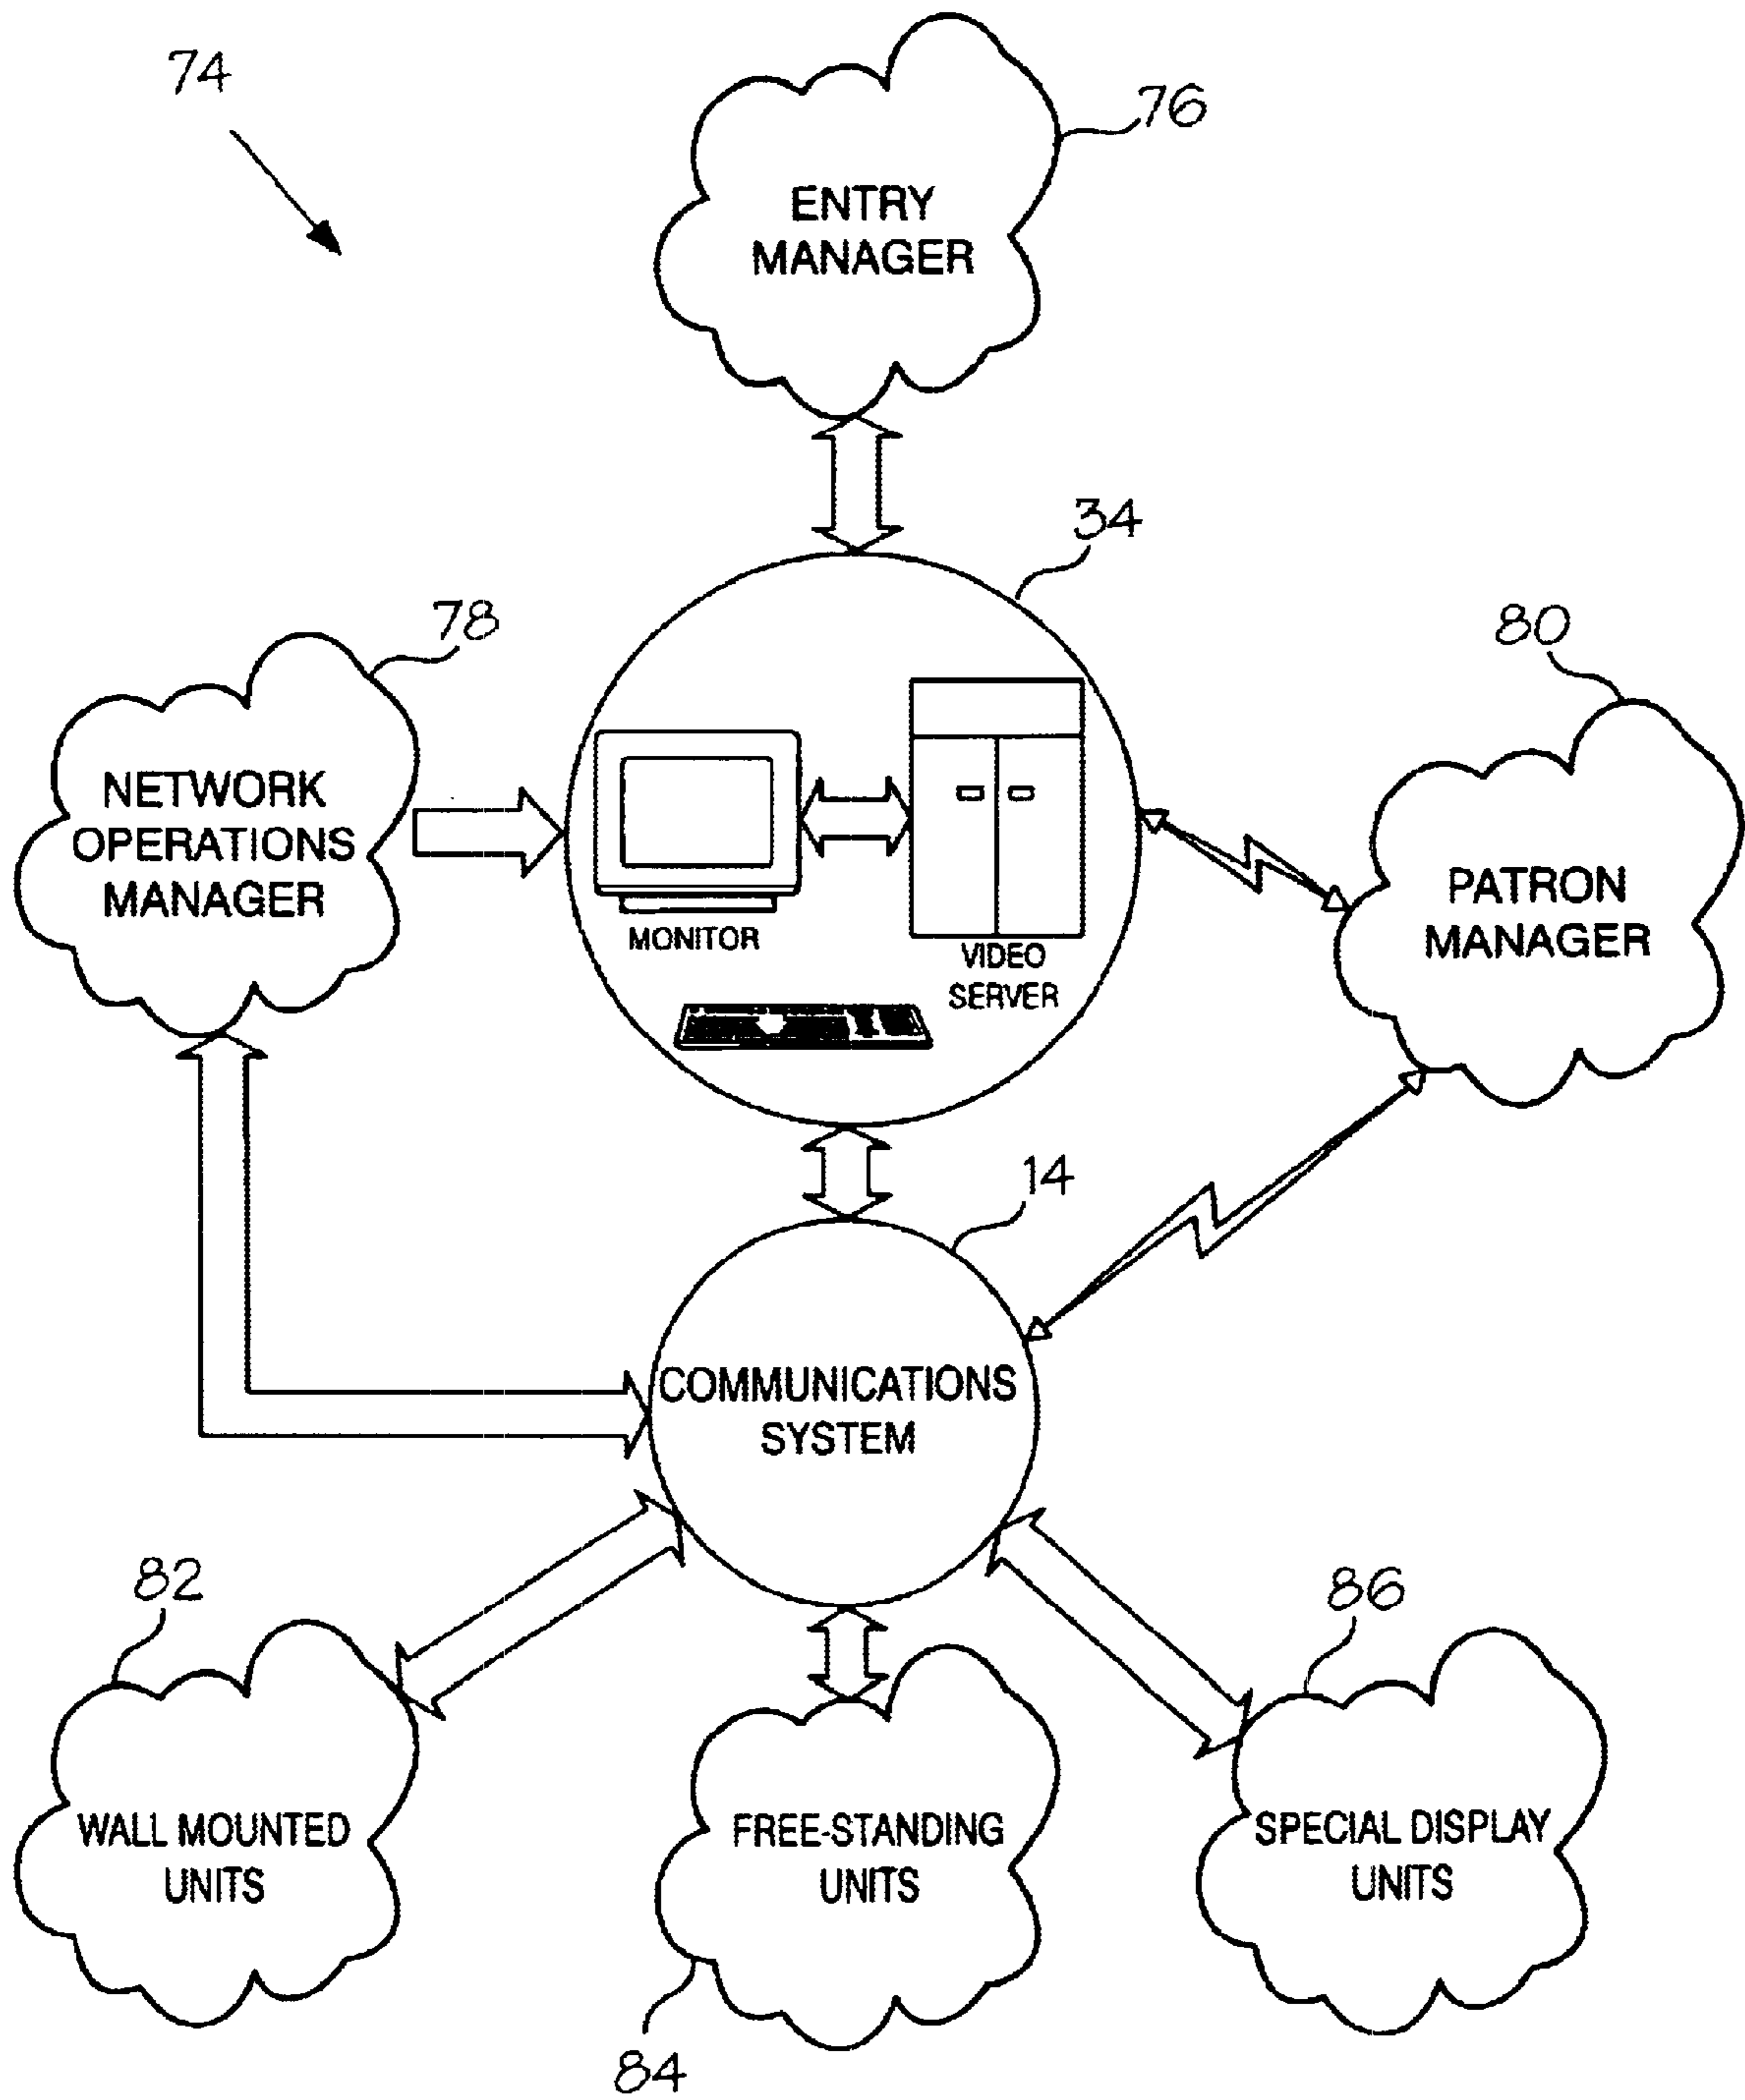 74
76
ENTRY
MANAGER
34
78
80
NETWORK
OPERATIONS
MANAGER
PATRON
MANAGER
MONITOR
VIDEO
SERVER
14
COMMUNICATIONS
SYSTEM
82
86
WALL MOUNTED
UNITS
FREE-STANDING
UNITS
SPECIAL DISPLAY
UNITS
84